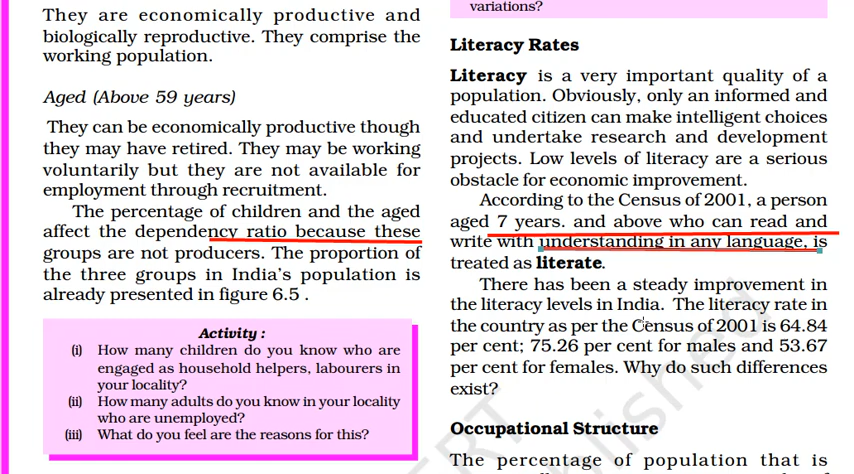 They are economically productive and
biologically reproductive. They comprise the
working population.
Aged (Above 59 years)
They can be economically productive though
they may have retired. They may be working
voluntarily but they are not available for
employment through recruitment.
The percentage of children and the aged
affect the dependency ratio because these
groups are not producers. The proportion of
the three groups in India's population is
already presented in figure 6.5 .
Activity :
(i) How many children do you know who are
engaged as household helpers, labourers in
your locality?
(ii) How many adults do you know in your locality
who are unemployed?
(iii) What do you feel are the reasons for this?
variations?
Literacy Rates
Literacy is a very important quality of a
population. Obviously, only an informed and
educated citizen can make intelligent choices
and undertake research and development
projects. Low levels of literacy are a serious
obstacle for economic improvement.
According to the Census of 2001, a person
aged 7 years. and above who can read and
write with understanding in any language, is
treated as literate.
There has been a steady improvement in
the literacy levels in India. The literacy rate in
the country as per the Census of 2001 is 64.84
per cent; 75.26 per cent for males and 53.67
per cent for females. Why do such differences
exist?
Occupational Structure
The percentage of population that is